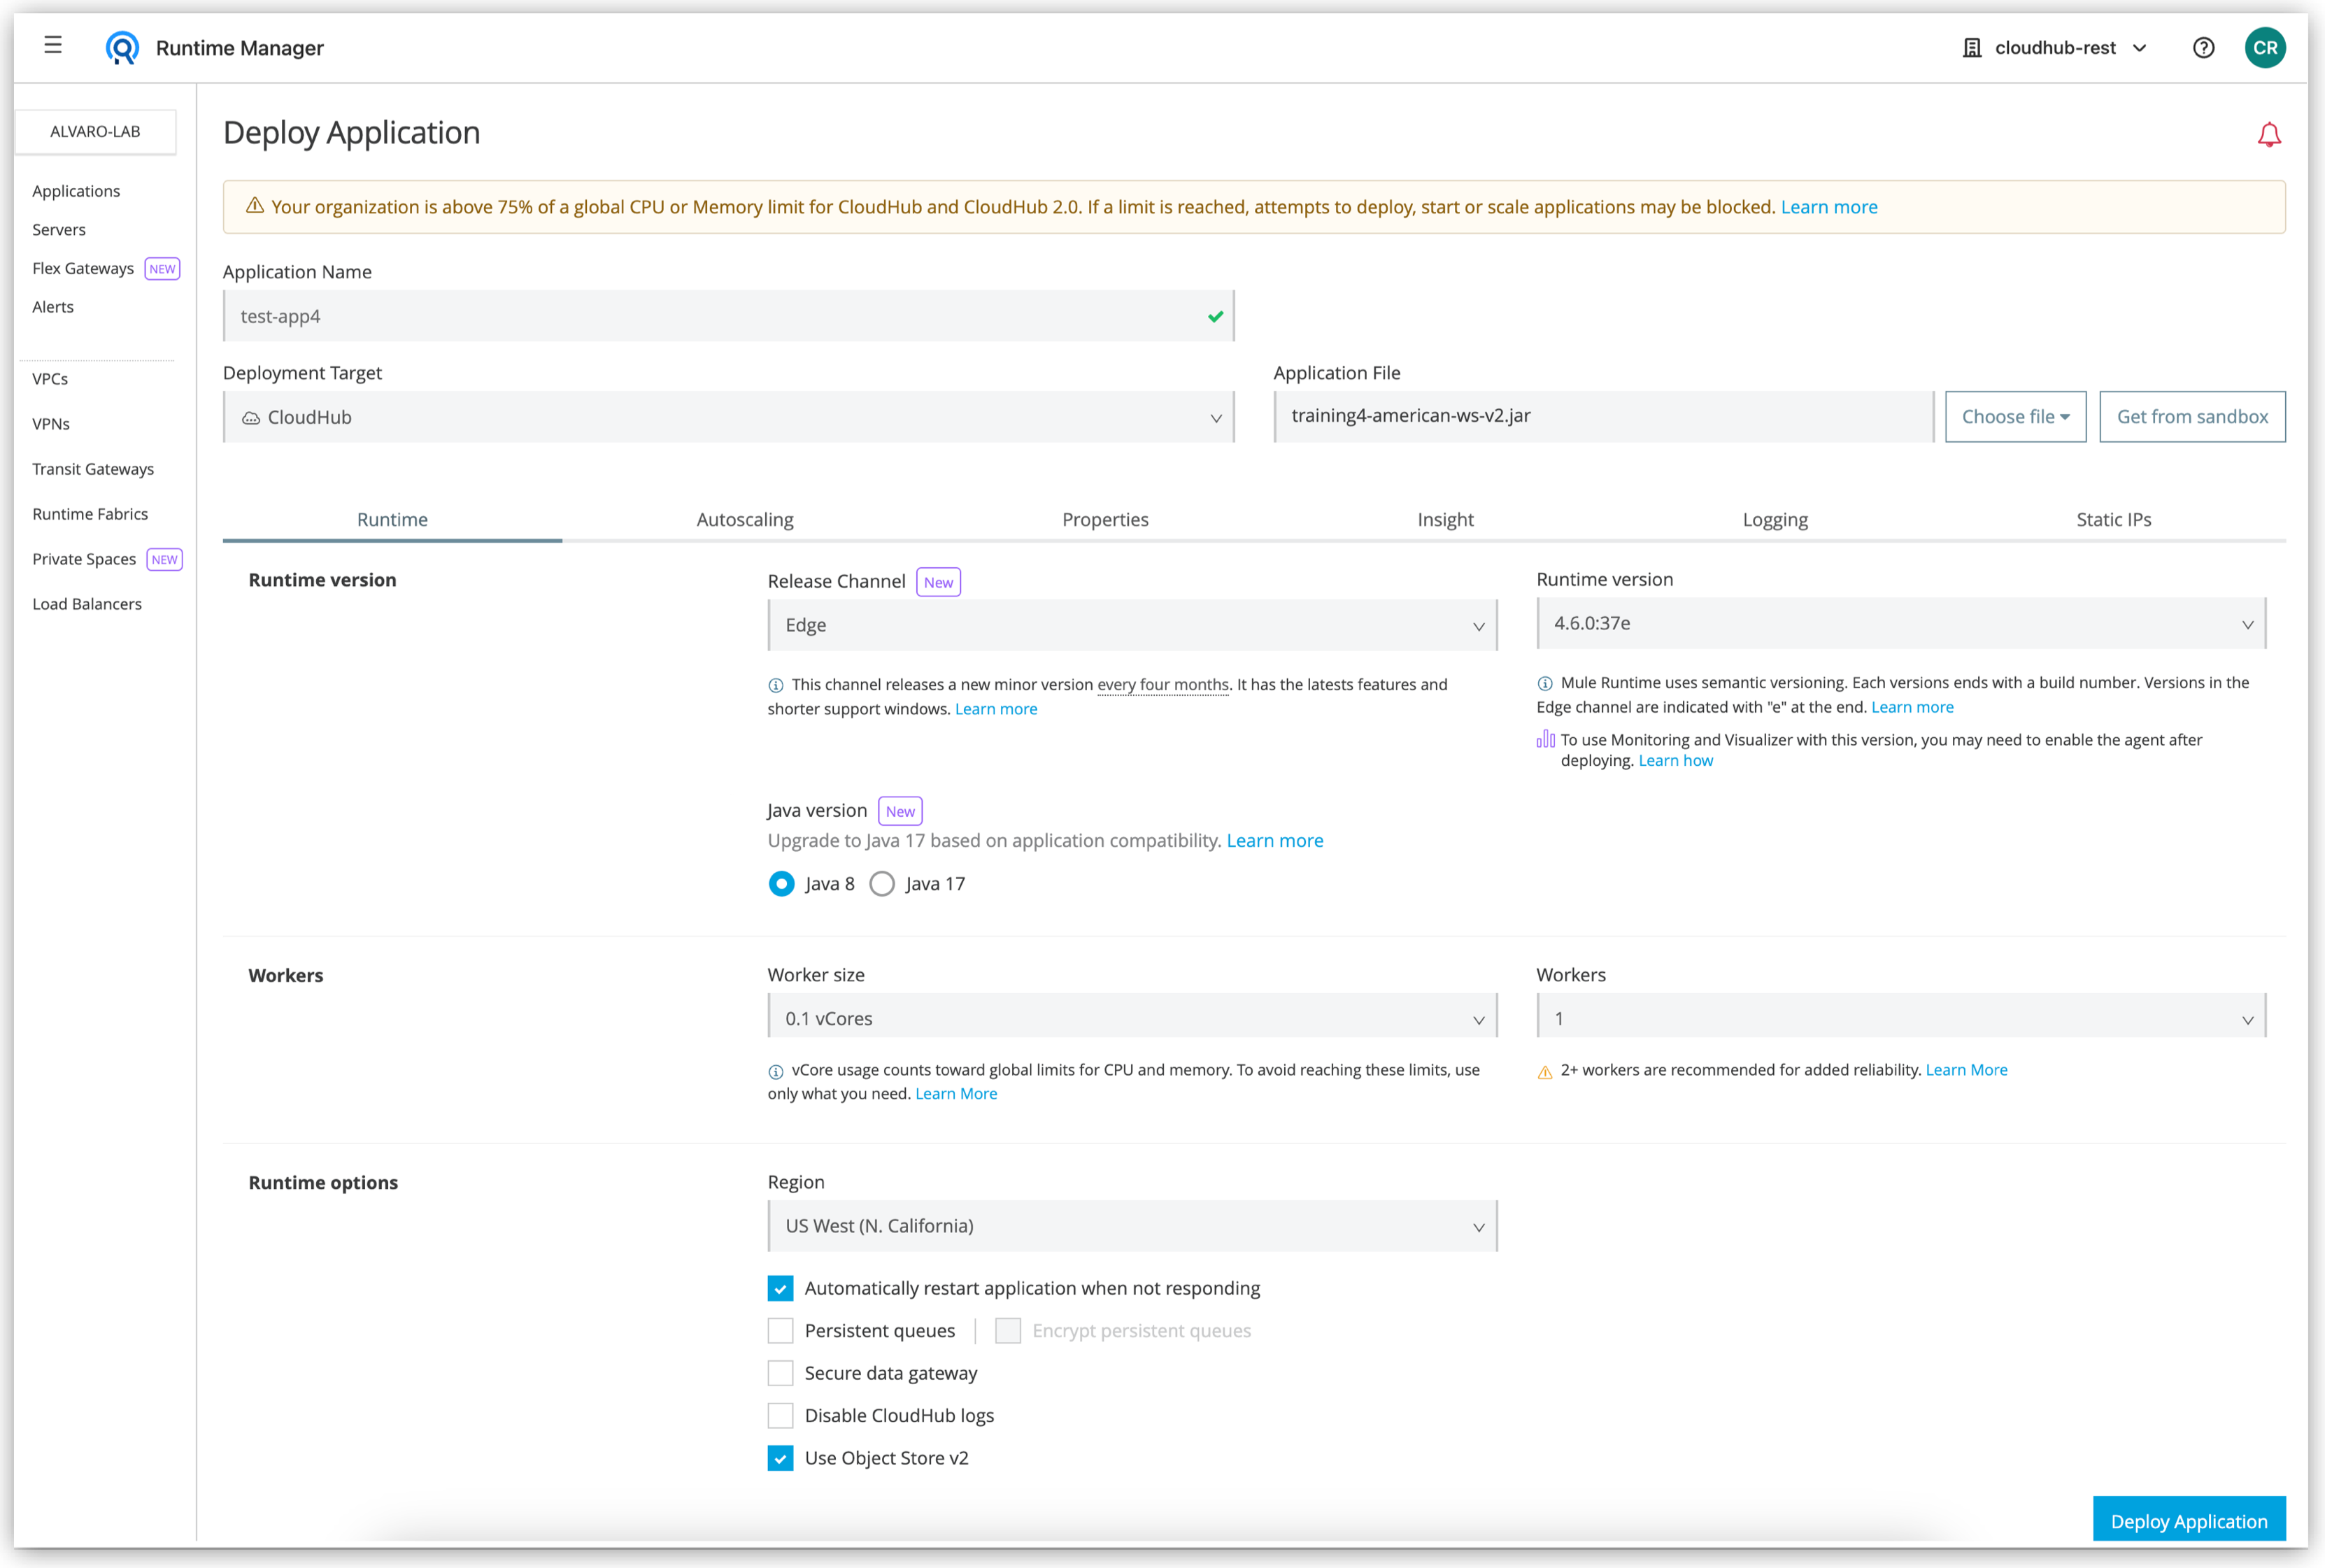 Runtime Manager
cloudhub-rest
CR
ALVARO-LAB
Applications
Servers
Flex Gateways NEW
Alerts
VPCs
VPNs
Transit Gateways
Runtime Fabrics
Private Spaces NEW
Load Balancers
Deploy Application
Your organization is above 75% of a global CPU or Memory limit for CloudHub and CloudHub 2.0. If a limit is reached, attempts to deploy, start or scale applications may be blocked. Learn more
Application Name
test-app4
Deployment Target
CloudHub
Application File
training4-american-ws-v2.jar
Choose file
Get from sandbox
Runtime
Autoscaling
Properties
Insight
Logging
Static IPs
Runtime version
Release Channel New
Edge
This channel releases a new minor version every four months. It has the latests features and
shorter support windows. Learn more
Runtime version
4.6.0:37e
Mule Runtime uses semantic versioning. Each versions ends with a build number. Versions in the
Edge channel are indicated with "e" at the end. Learn more
To use Monitoring and Visualizer with this version, you may need to enable the agent after
deploying. Learn how
Java version New
Upgrade to Java 17 based on application compatibility. Learn more
Java 8
Java 17
Workers
Worker size
0.1 vCores
vCore usage counts toward global limits for CPU and memory. To avoid reaching these limits, use
only what you need. Learn More
Workers
1
2+ workers are recommended for added reliability. Learn More
Runtime options
Region
US West (N. California)
Automatically restart application when not responding
Persistent queues
Encrypt persistent queues
Secure data gateway
Disable CloudHub logs
Use Object Store v2
Deploy Application